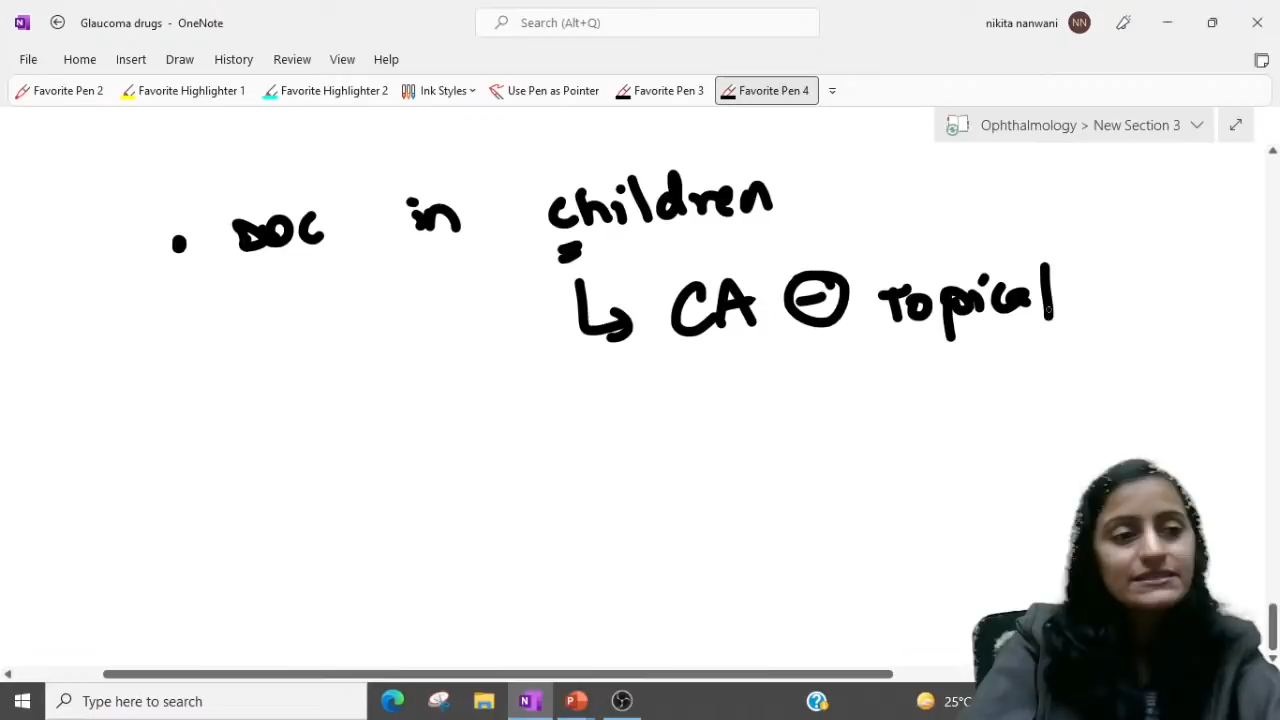 Glaucoma drugs - OneNote
Search (Alt+Q)
nikita nanwani NN
File Home Insert Draw History Review View Help
Favorite Pen 2 Favorite Highlighter 1 Favorite Highlighter 2 Ink Styles Use Pen as Pointer Favorite Pen 3 Favorite Pen 4
Ophthalmology > New Section 3
• DOC in children
↳ CA ⊖ Topical
Type here to search
25°C